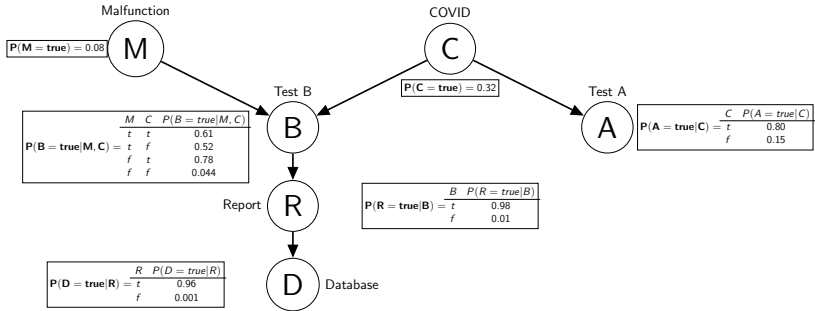 Malfunction
COVID
M
C
P(M = true) = 0.08
P(C = true) = 0.32
Test B
Test A
B
A
M C P(B = true|M, C)
P(B = true|M, C) = t t 0.61
t f 0.52
f t 0.78
f f 0.044
C P(A = true|C)
P(A = true|C) = t 0.80
f 0.15
Report
R
B P(R = true|B)
P(R = true|B) = t 0.98
f 0.01
R P(D = true|R)
P(D = true|R) = t 0.96
f 0.001
D
Database